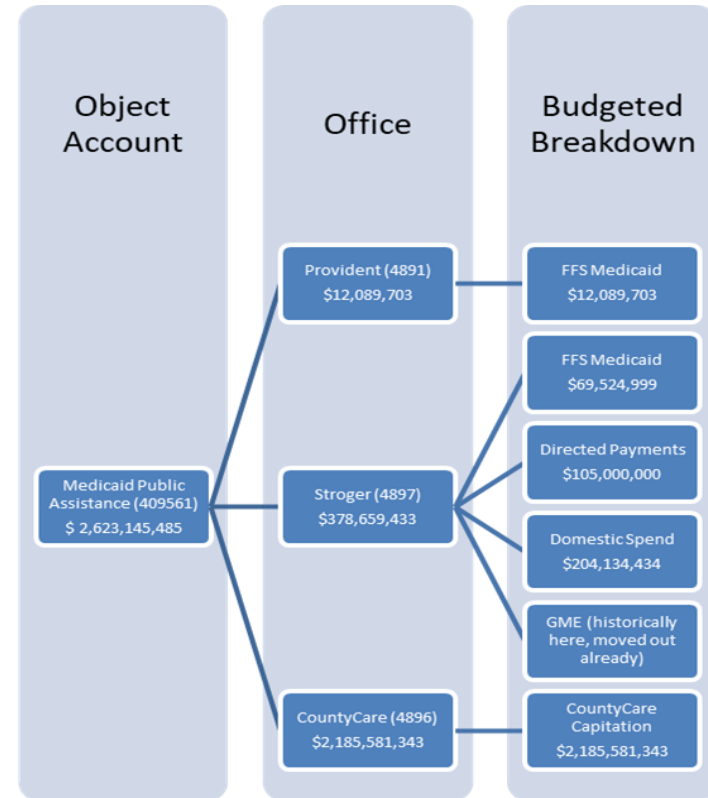 Object
Account
Office
Budgeted
Breakdown
Provident (4891)
$12,089,703
FFS Medicaid
$12,089,703
FFS Medicaid
$69,524,999
Directed Payments
$105,000,000
Medicaid Public
Assistance (409561)
$ 2,623,145,485
Stroger (4897)
$378,659,433
Domestic Spend
$204,134,434
GME (historically
here, moved out
already)
CountyCare (4896)
$2,185,581,343
CountyCare
Capitation
$2,185,581,343